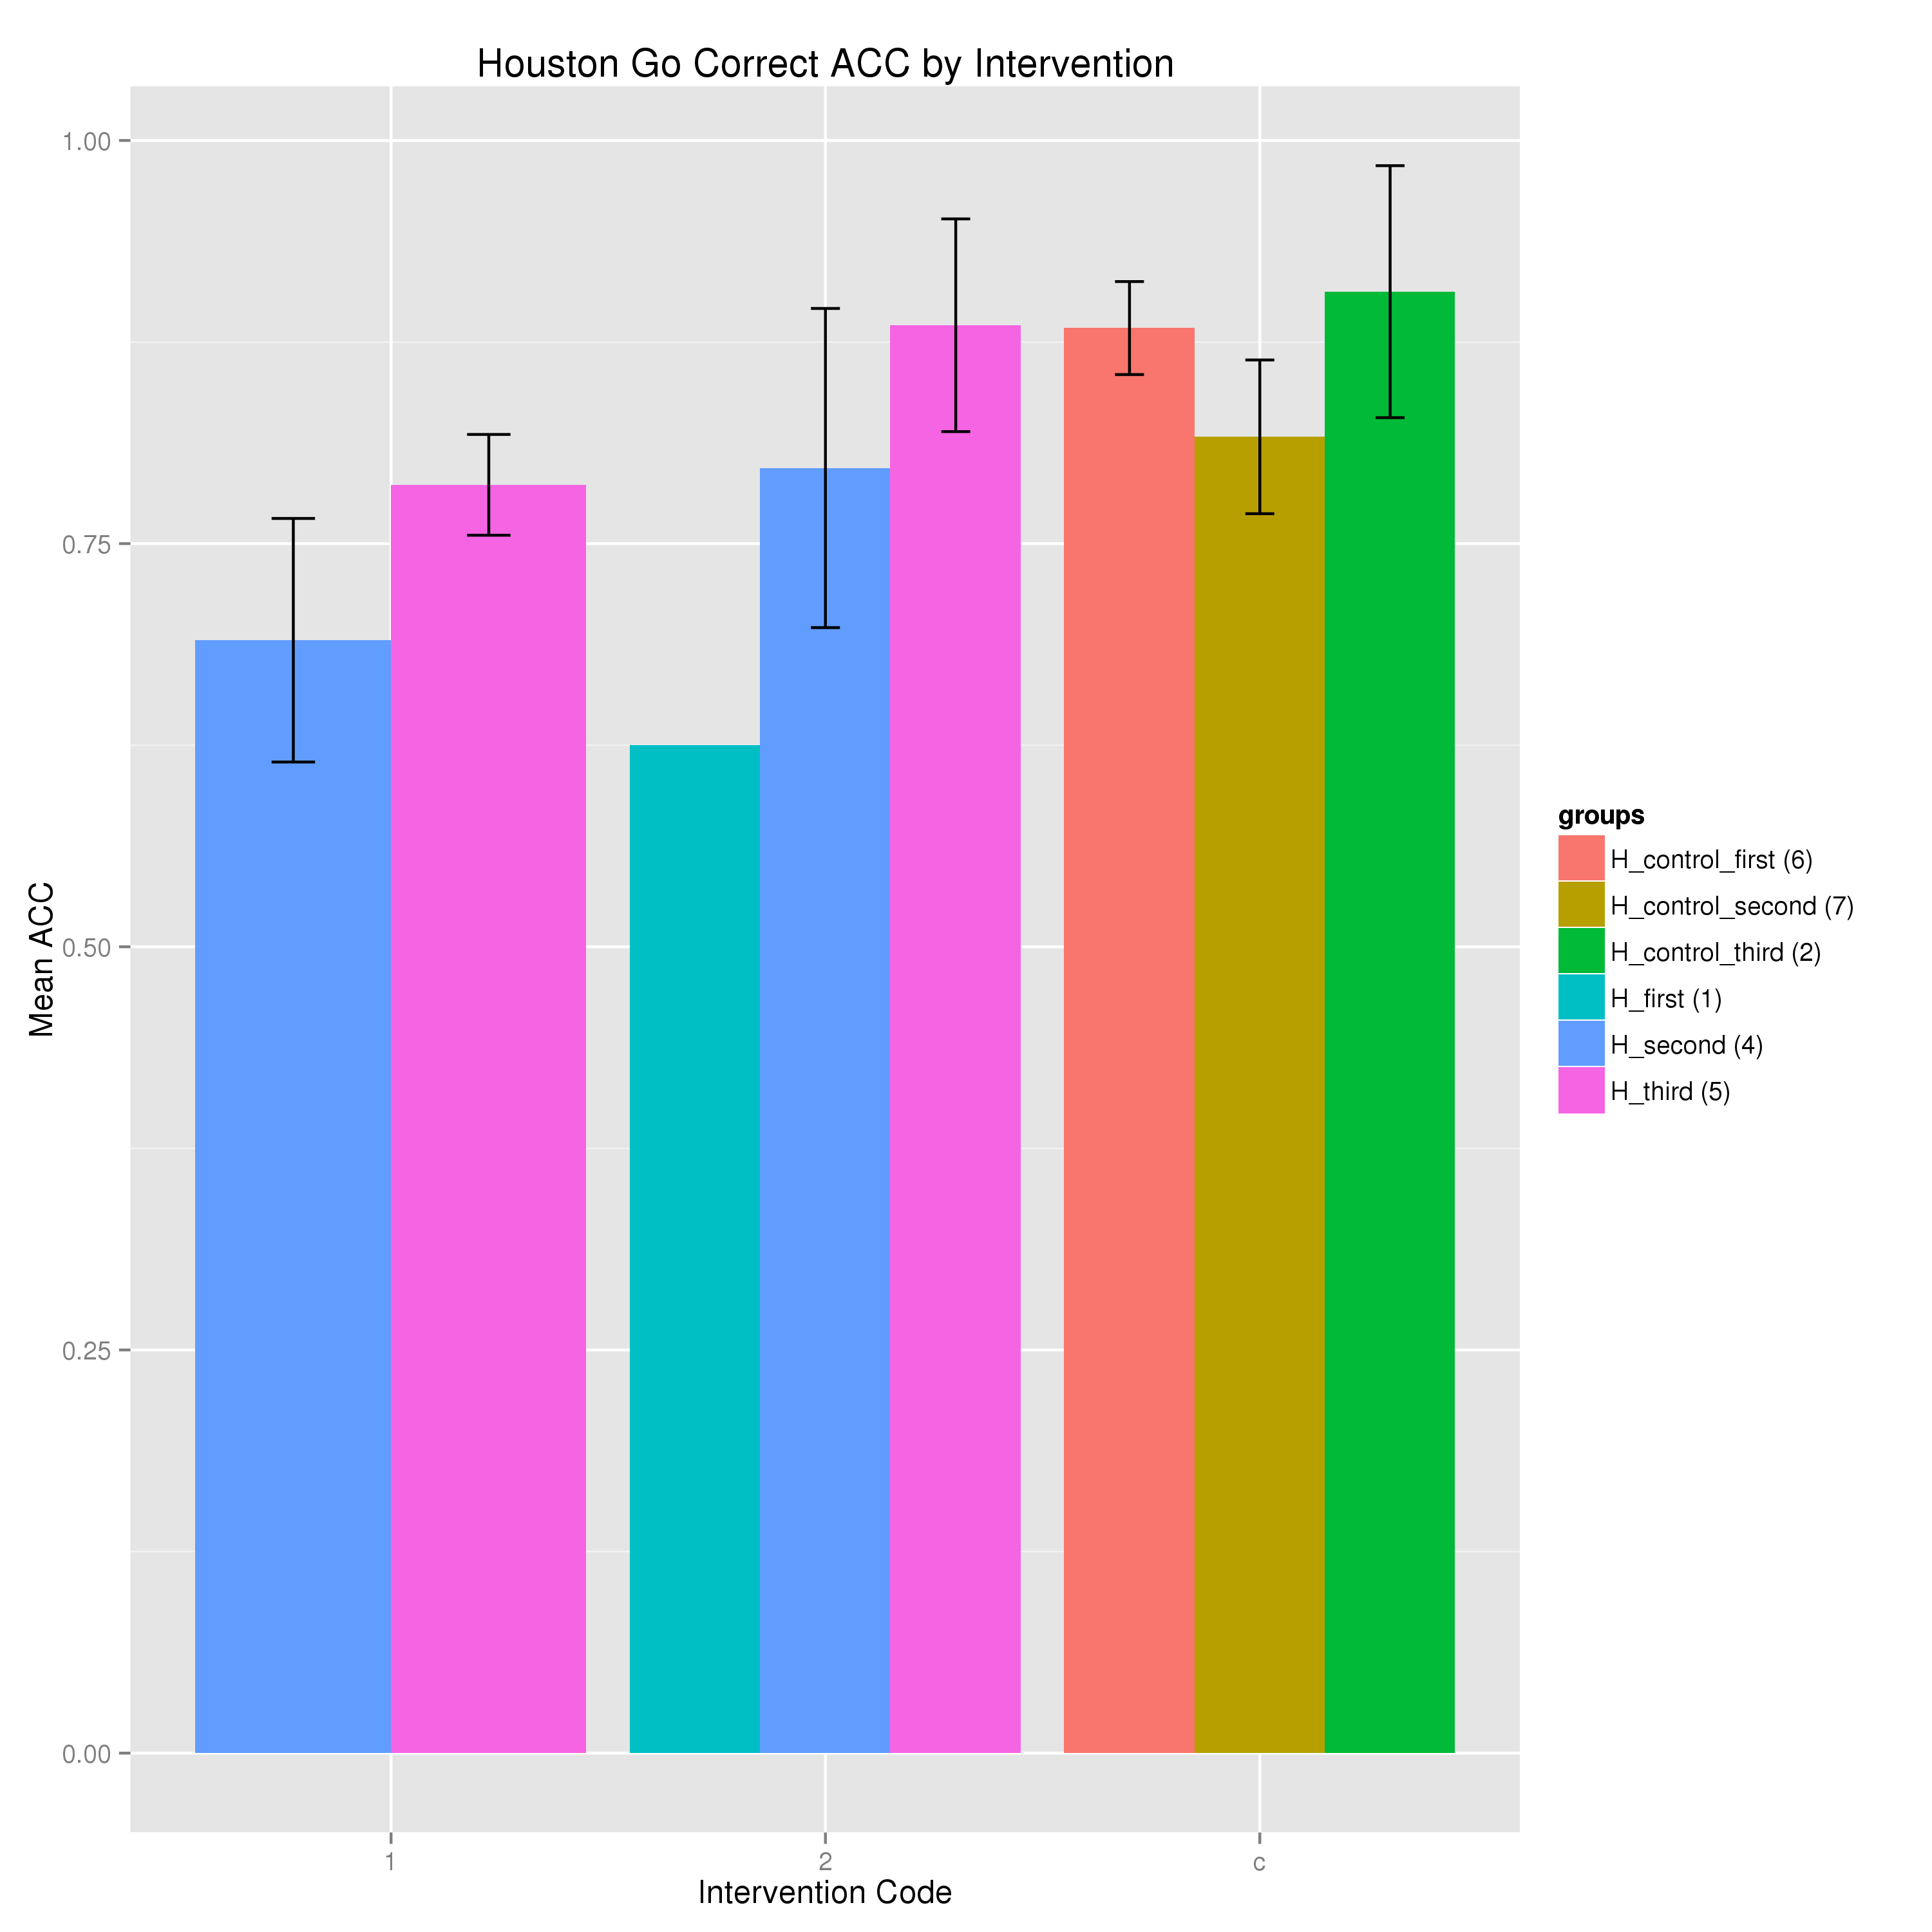 Houston Go Correct ACC by Intervention
1.00
0.75
0.50
0.25
0.00
Mean ACC
1
2
c
Intervention Code
groups
H_control_first (6)
H_control_second (7)
H_control_third (2)
H_first (1)
H_second (4)
H_third (5)